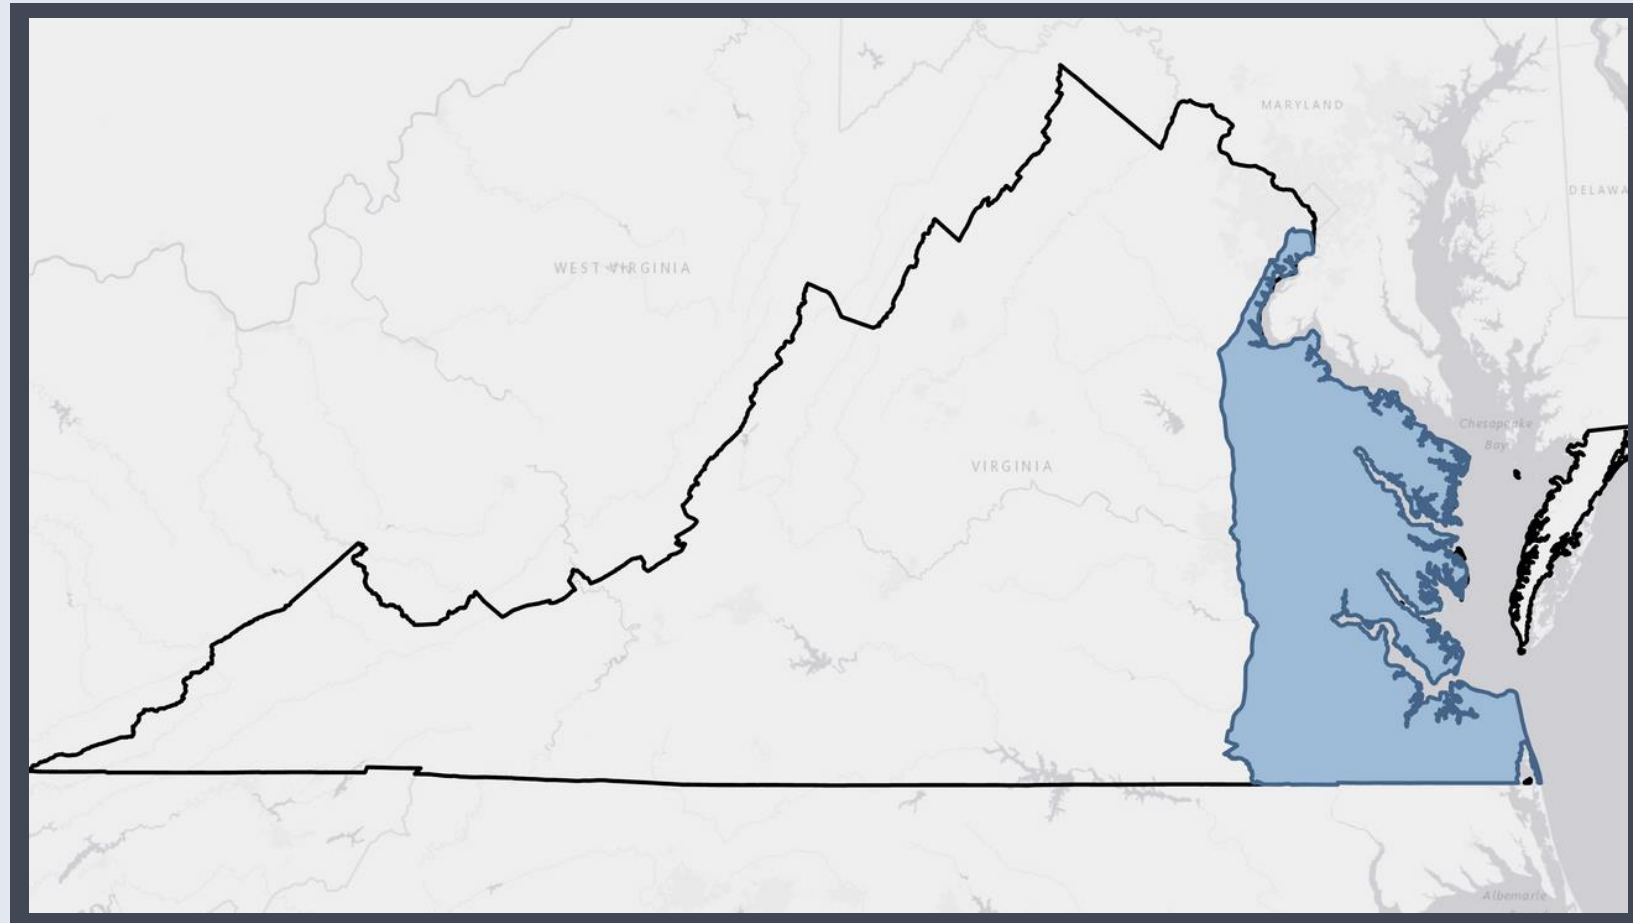 MARYLAND
DELAWA
WEST VIRGINIA
Chesapeake
Bay
VIRGINIA
Albemarle